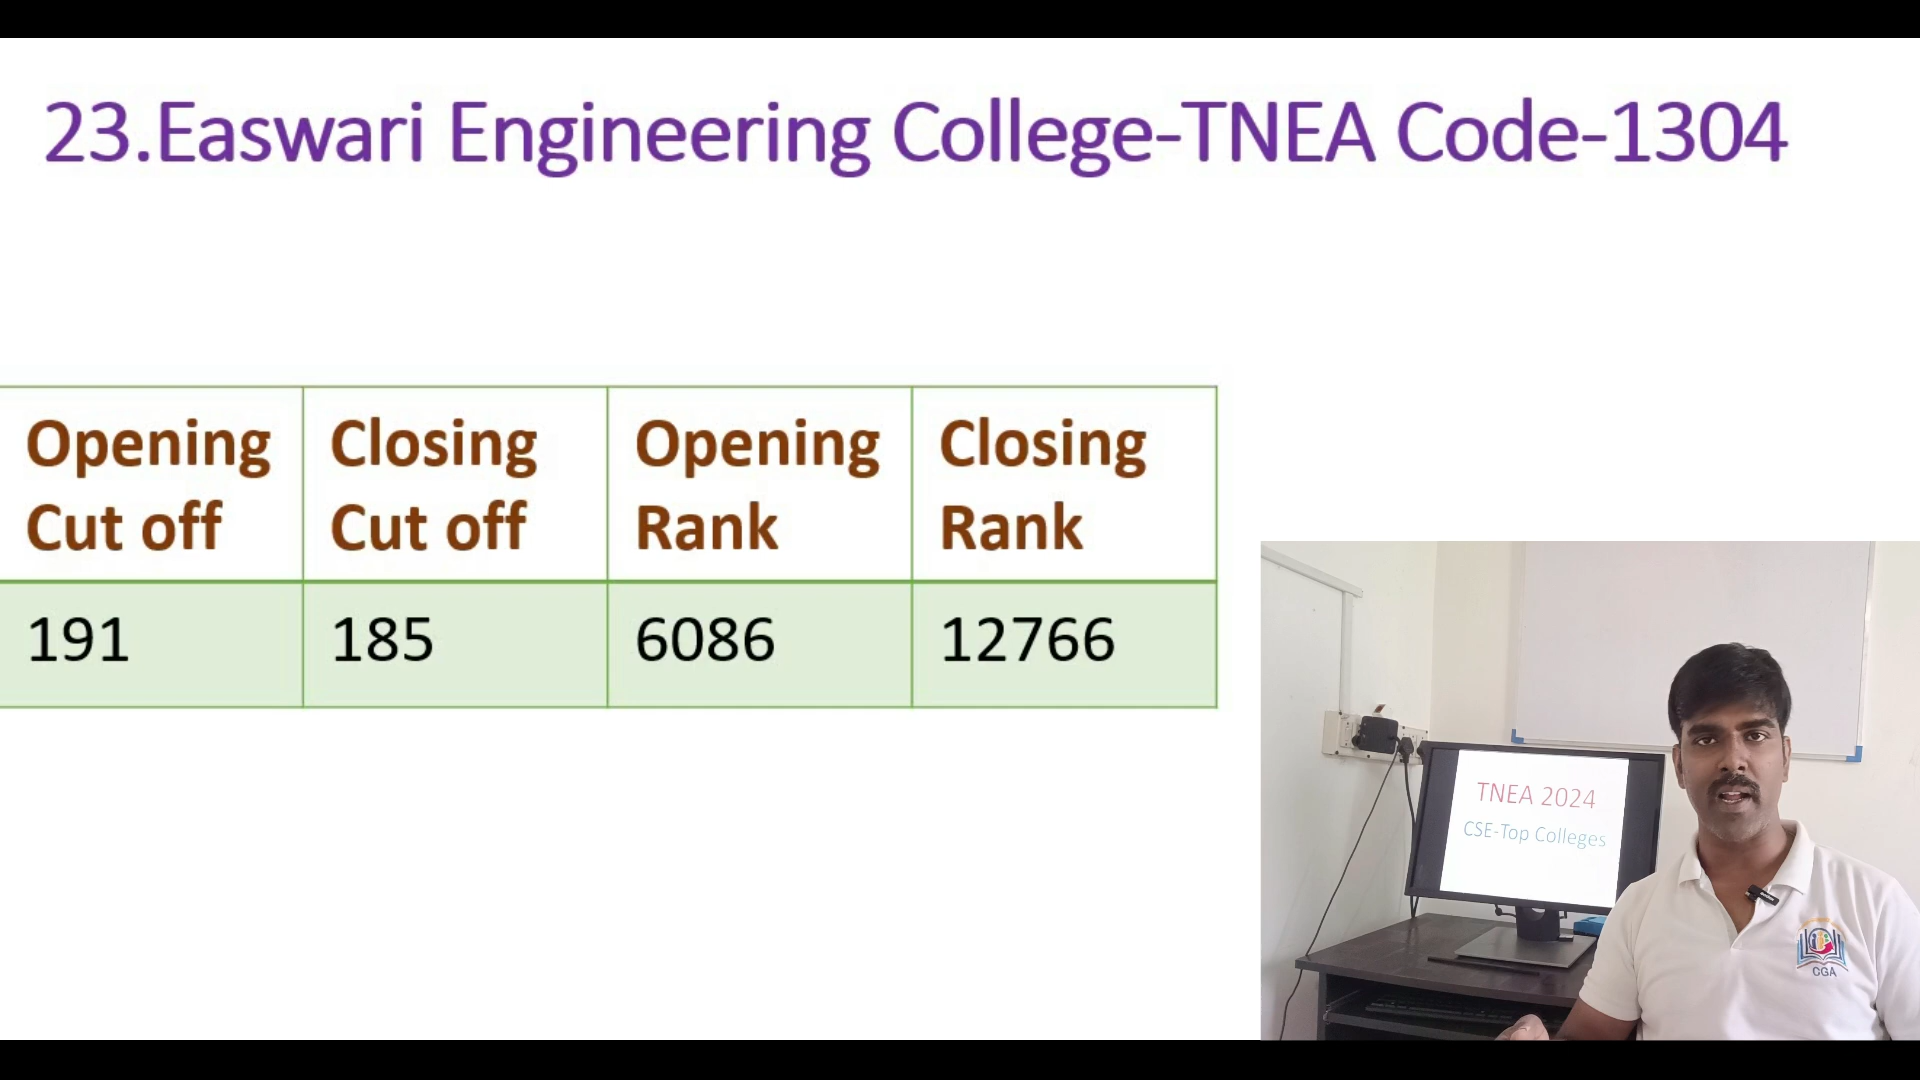 23.Easwari Engineering College-TNEA Code-1304
Opening Cut off
Closing Cut off
Opening Rank
Closing Rank
191
185
6086
12766
TNEA 2024
CSE-Top Colleges
CGA